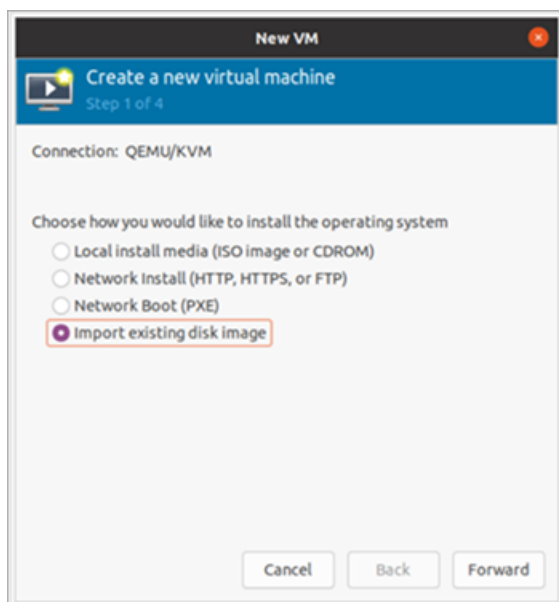 New VM
Create a new virtual machine
Step 1 of 4
Connection: QEMU/KVM
Choose how you would like to install the operating system
Local install media (ISO image or CDROM)
Network Install (HTTP, HTTPS, or FTP)
Network Boot (PXE)
Import existing disk image
Cancel Back Forward